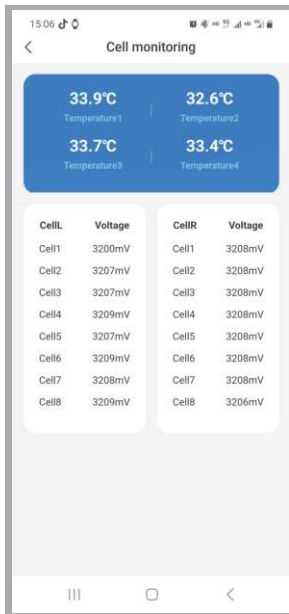 15:06
Cell monitoring
33.9℃ 32.6℃
Temperature1 Temperature2
33.7℃ 33.4℃
Temperature3 Temperature4
CellL Voltage CellR Voltage
Cell1 3200mV Cell1 3208mV
Cell2 3207mV Cell2 3208mV
Cell3 3207mV Cell3 3208mV
Cell4 3209mV Cell4 3208mV
Cell5 3207mV Cell5 3208mV
Cell6 3209mV Cell6 3208mV
Cell7 3208mV Cell7 3208mV
Cell8 3209mV Cell8 3206mV